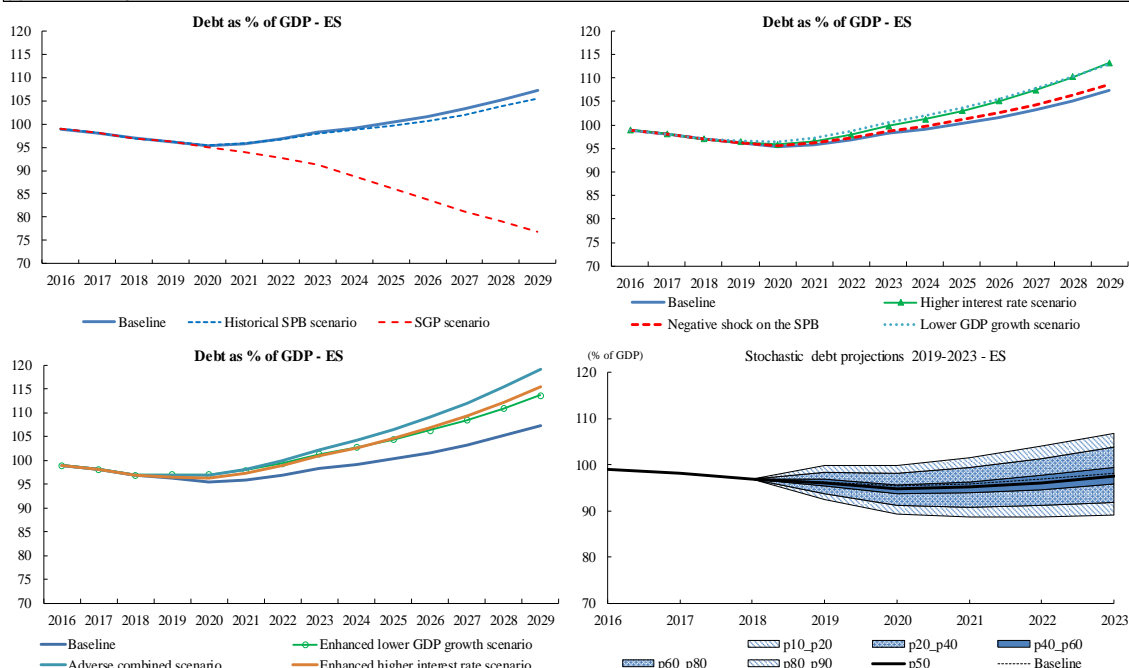 Debt as % of GDP - ES
120
115
110
105
100
95
90
85
80
75
70
2016 2017 2018 2019 2020 2021 2022 2023 2024 2025 2026 2027 2028 2029
Baseline Historical SPB scenario SGP scenario
Debt as % of GDP - ES
120
115
110
105
100
95
90
85
80
75
70
2016 2017 2018 2019 2020 2021 2022 2023 2024 2025 2026 2027 2028 2029
Baseline Higher interest rate scenario
Negative shock on the SPB Lower GDP growth scenario
Debt as % of GDP - ES
120
115
110
105
100
95
90
85
80
75
70
2016 2017 2018 2019 2020 2021 2022 2023 2024 2025 2026 2027 2028 2029
Baseline Enhanced lower GDP growth scenario
Adverse combined scenario Enhanced higher interest rate scenario
(% of GDP) Stochastic debt projections 2019-2023 - ES
120
110
100
90
80
70
60
2016 2017 2018 2019 2020 2021 2022 2023
p10_p20 p20_p40 p40_p60
p60_p80 p80_p90 p50 Baseline